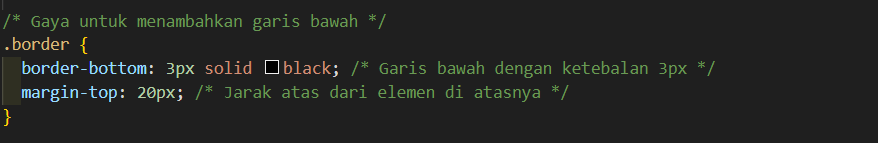 /* Gaya untuk menambahkan garis bawah */
.border {
  border-bottom: 3px solid black; /* Garis bawah dengan ketebalan 3px */
  margin-top: 20px; /* Jarak atas dari elemen di atasnya */
}